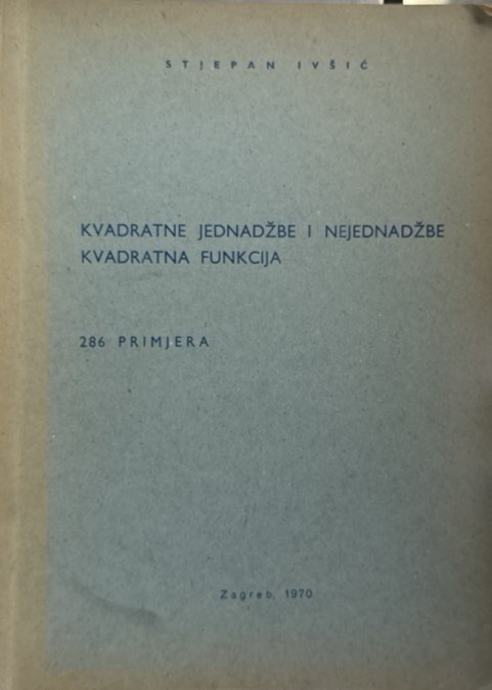 STJEPAN IVŠIĆ
KVADRATNE JEDNADŽBE I NEJEDNADŽBE
KVADRATNA FUNKCIJA
286 PRIMJERA
Zagreb, 1970